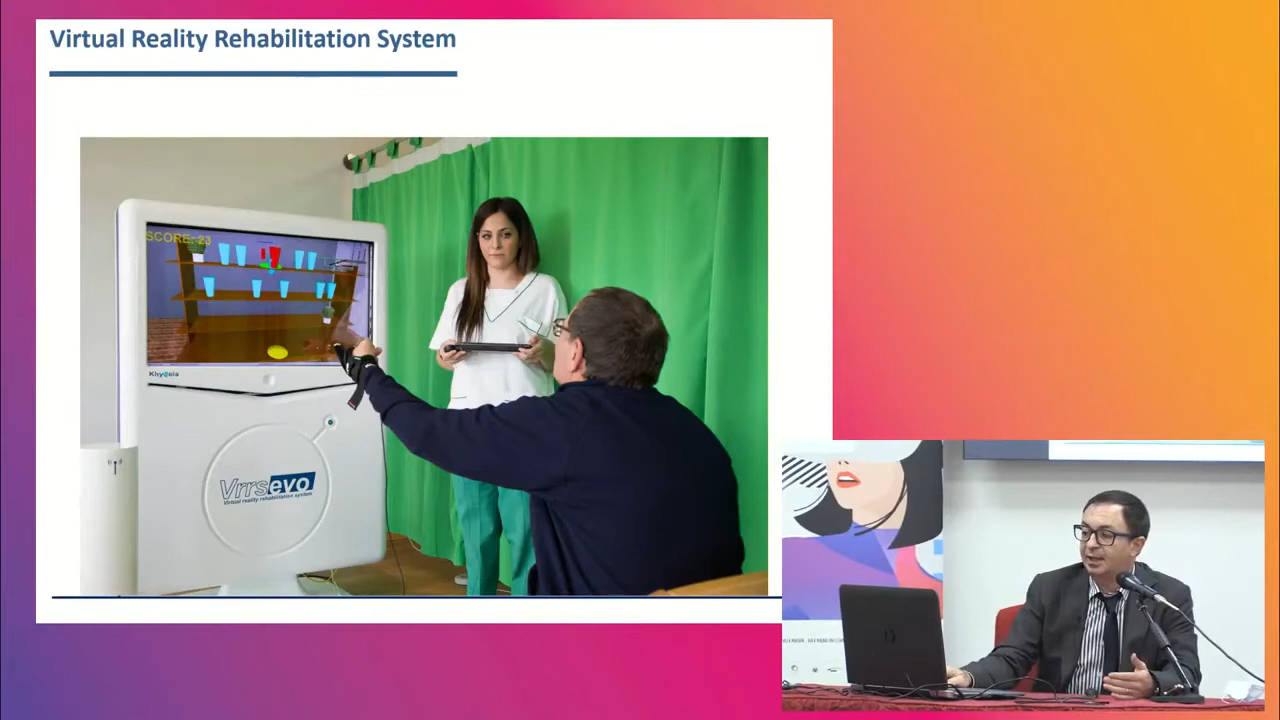 Virtual Reality Rehabilitation System
SCORE: 23
Khymeia
Vrrsevo
Virtual reality rehabilitation system